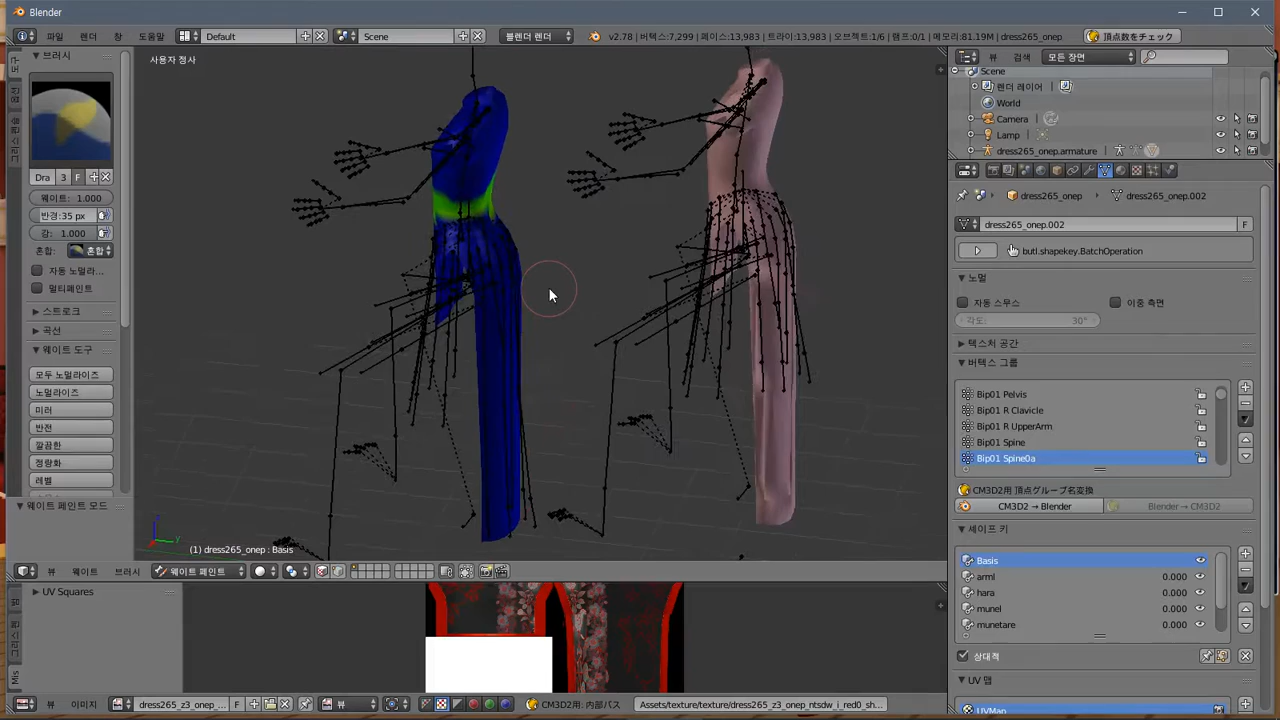 Blender
파일 렌더 창 도움말 Default Scene 블렌더 렌더 v2.78 | 버텍스:7,299 | 페이스:13,983 | 트라이:13,983 | 오브젝트:1/6 | 램프:0/1 | 메모리:81.19M | dress265_onep 頂点数をチェック
브러시
사용자 정사
뷰 검색 모든 장면
Scene
렌더 레이어
World
Camera
Lamp
dress265_onep.armature
Dra 3 F
웨이트: 1.000
반경:35 px
강: 1.000
혼합: 혼합
자동 노멀라...
멀티페인트
스트로크
곡선
웨이트 도구
모두 노멀라이즈
노멀라이즈
미러
반전
깔끔한
정량화
레벨
웨이트 페인트 모드
(1) dress265_onep : Basis
뷰 웨이트 브러시 웨이트 페인트
dress265_onep dress265_onep.002
dress265_onep.002 F
butl.shapekey.BatchOperation
노멀
자동 스무스 이중 측면
각도: 30°
텍스처 공간
버텍스 그룹
Bip01 Pelvis
Bip01 R Clavicle
Bip01 R UpperArm
Bip01 Spine
Bip01 Spine0a
CM3D2用 頂点グループ名変換
CM3D2 → Blender Blender → CM3D2
셰이프 키
Basis
arml 0.000
hara 0.000
munel 0.000
munetare 0.000
상대적
UV 맵
UVMap
UV Squares
Mis
뷰 이미지 dress265_z3_onep_... F 뷰 CM3D2用: 内部パス Assets/texture/texture/dress265_z3_onep_ntsdw_i_red0_sh...